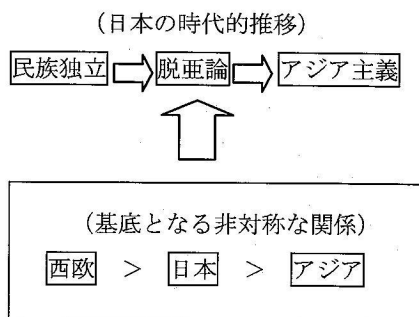 （日本の時代的推移）
民族独立 脱亜論 アジア主義
（基底となる非対称な関係）
西欧 > 日本 > アジア